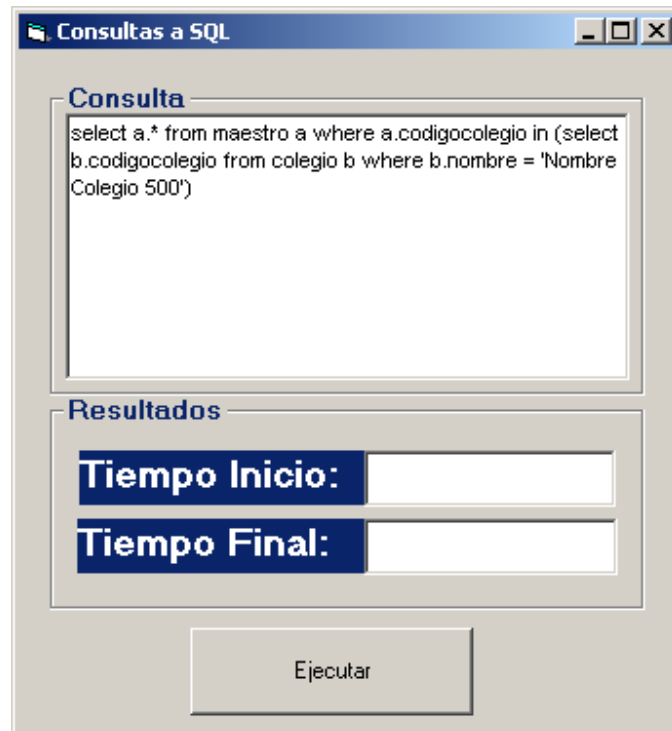 Consultas a SQL
Consulta
select a.* from maestro a where a.codigocolegio in (select
b.codigocolegio from colegio b where b.nombre = 'Nombre
Colegio 500')
Resultados
Tiempo Inicio:
Tiempo Final:
Ejecutar